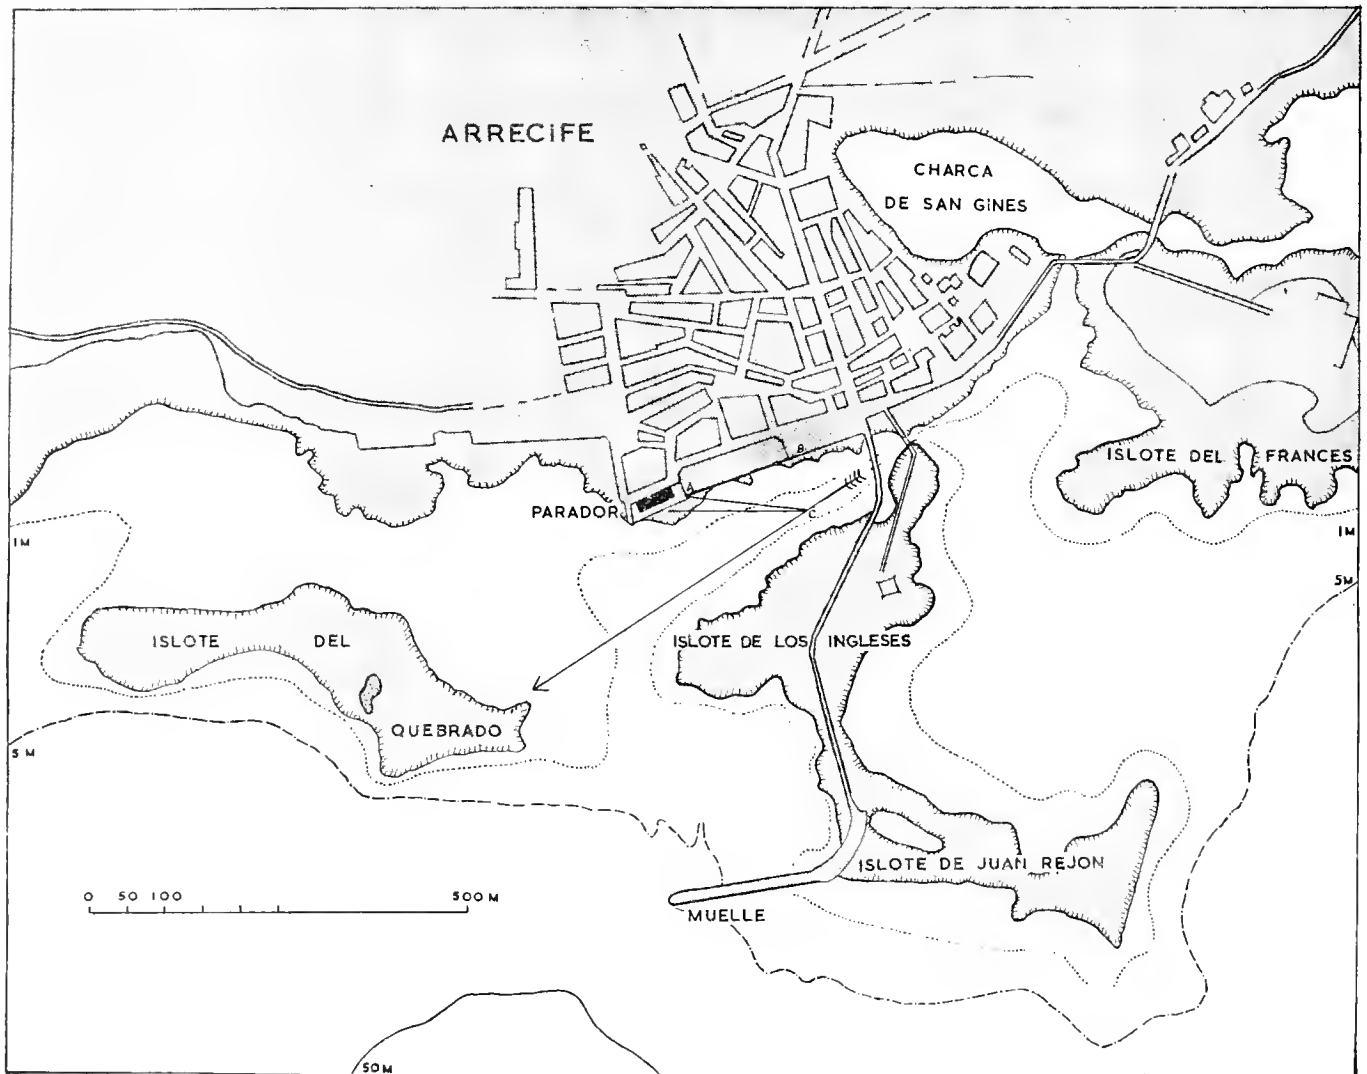 ARRECIFE
CHARCA
DE SAN GINES
ISLOTE DEL FRANCES
B
A
PARADOR
C
1M
1M
5M
ISLOTE DEL
QUEBRADO
ISLOTE DE LOS INGLESES
5 M
ISLOTE DE JUAN REJON
0 50 100 500 M
MUELLE
50M